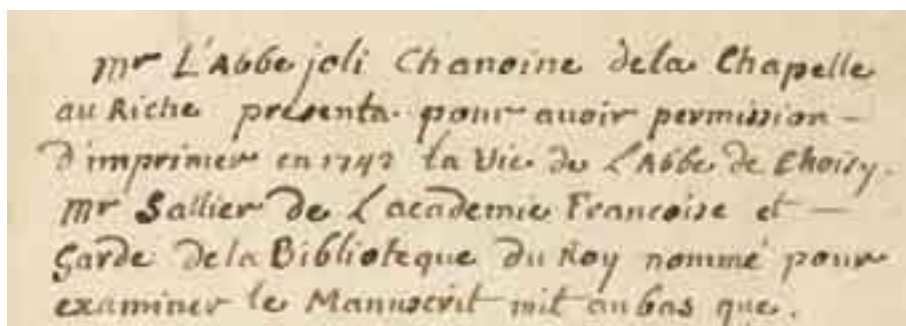 mr L'Abbe joli Chanoine dela Chapelle
au Riche presenta pour avoir permission —
d'imprimer en 1742 la Vie de L'Abbe de Choisy.
mr Sallier de L'academie Francoise et —
Garde dela Biblioteque du Roy nommé pour
examiner le Manuscrit mit au bas que.